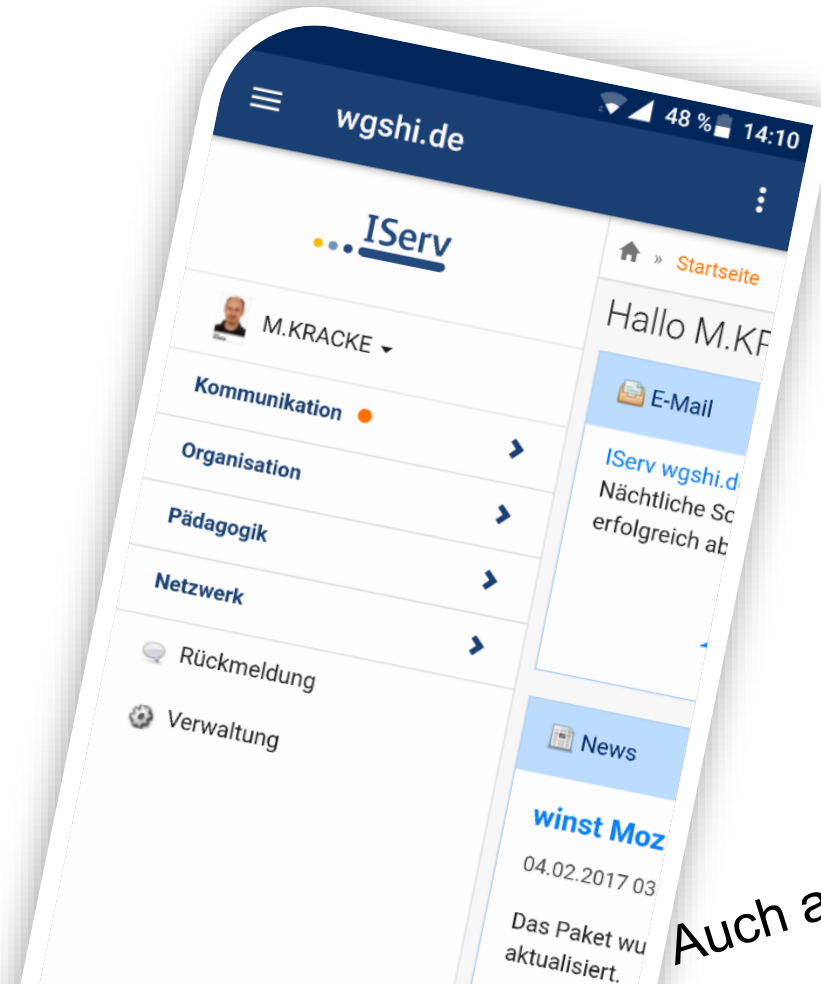 48 % 14:10
wgshi.de
IServ
M.KRACKE
Kommunikation
Organisation
Pädagogik
Netzwerk
Rückmeldung
Verwaltung
» Startseite
Hallo M.KR
E-Mail
IServ wgshi.d
Nächtliche Sc
erfolgreich ab
News
winst Moz
04.02.2017 03
Das Paket wu
aktualisiert.
Auch a